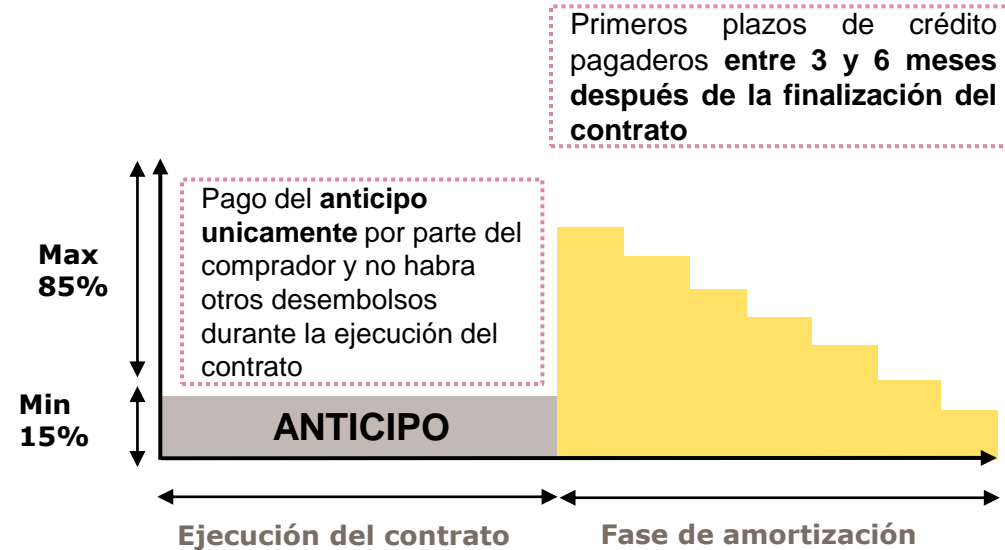 Primeros plazos de crédito
pagaderos entre 3 y 6 meses
después de la finalización del
contrato
Pago del anticipo
unicamente por parte del
comprador y no habra
otros desembolsos
durante la ejecución del
contrato
Max
85%
Min
15%
ANTICIPO
Ejecución del contrato
Fase de amortización